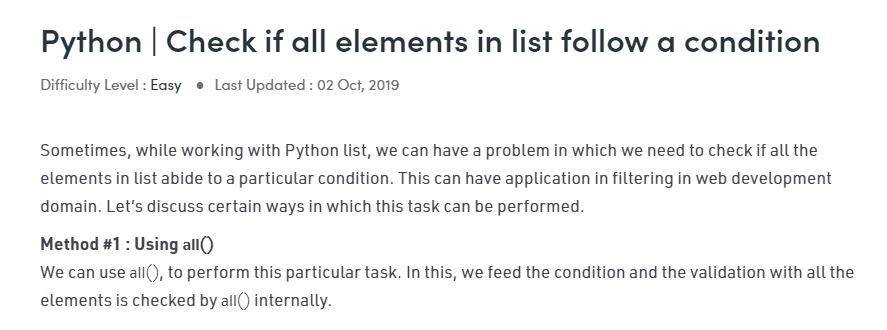 Python | Check if all elements in list follow a condition
Difficulty Level : Easy ● Last Updated : 02 Oct, 2019
Sometimes, while working with Python list, we can have a problem in which we need to check if all the
elements in list abide to a particular condition. This can have application in filtering in web development
domain. Let's discuss certain ways in which this task can be performed.
Method #1 : Using all()
We can use all(), to perform this particular task. In this, we feed the condition and the validation with all the
elements is checked by all() internally.